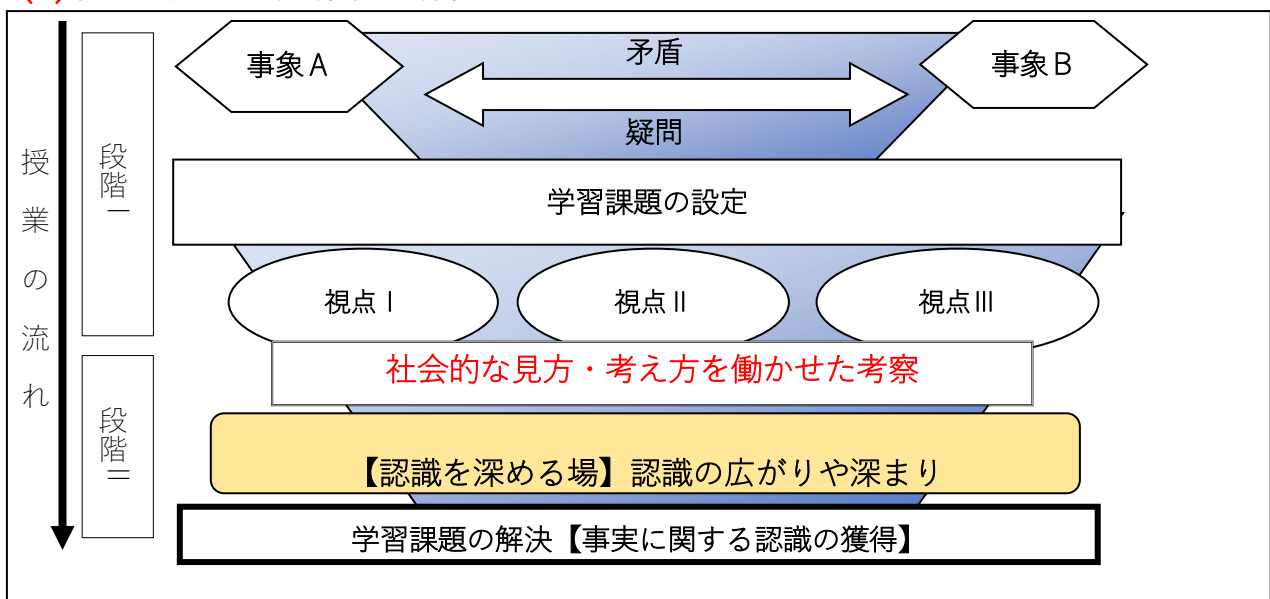 授業の流れ
段階一
段階二
事象A
矛盾
事象B
疑問
学習課題の設定
視点Ⅰ
視点Ⅱ
視点Ⅲ
社会的な見方・考え方を働かせた考察
【認識を深める場】認識の広がりや深まり
学習課題の解決【事実に関する認識の獲得】